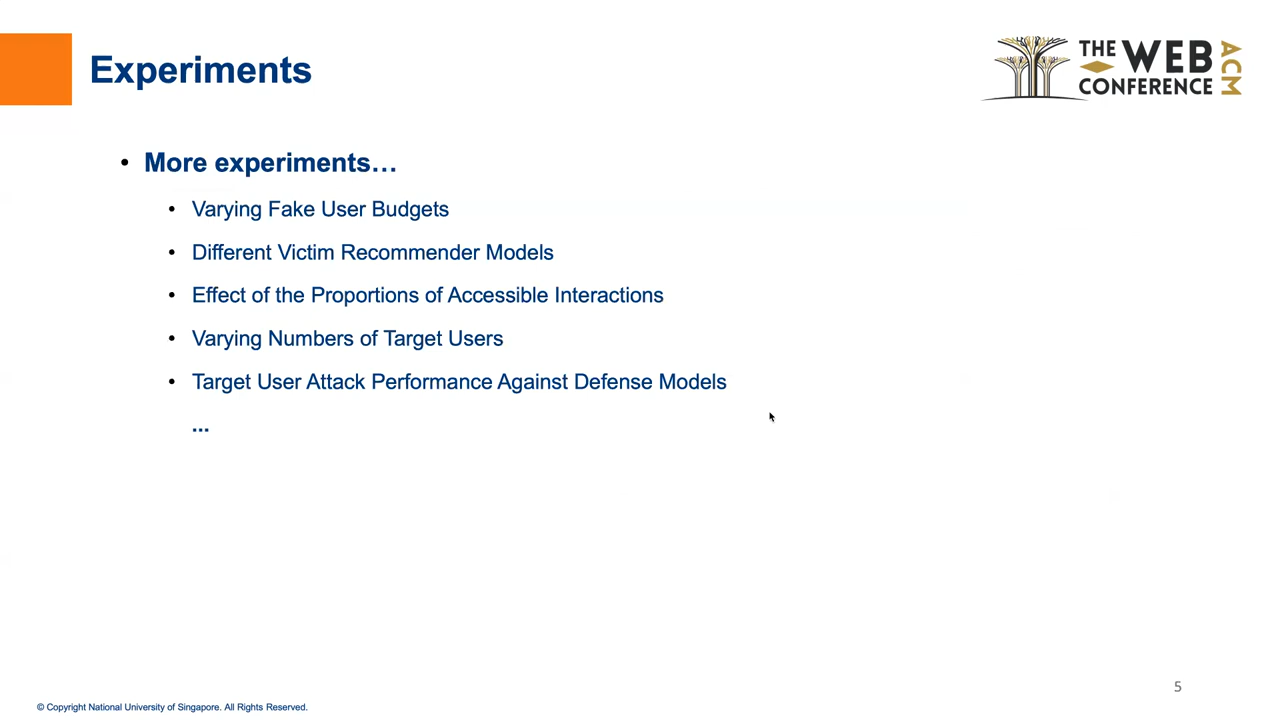 Experiments
THE WEB CONFERENCE ACM
• More experiments…
• Varying Fake User Budgets
• Different Victim Recommender Models
• Effect of the Proportions of Accessible Interactions
• Varying Numbers of Target Users
• Target User Attack Performance Against Defense Models
...
5
© Copyright National University of Singapore. All Rights Reserved.